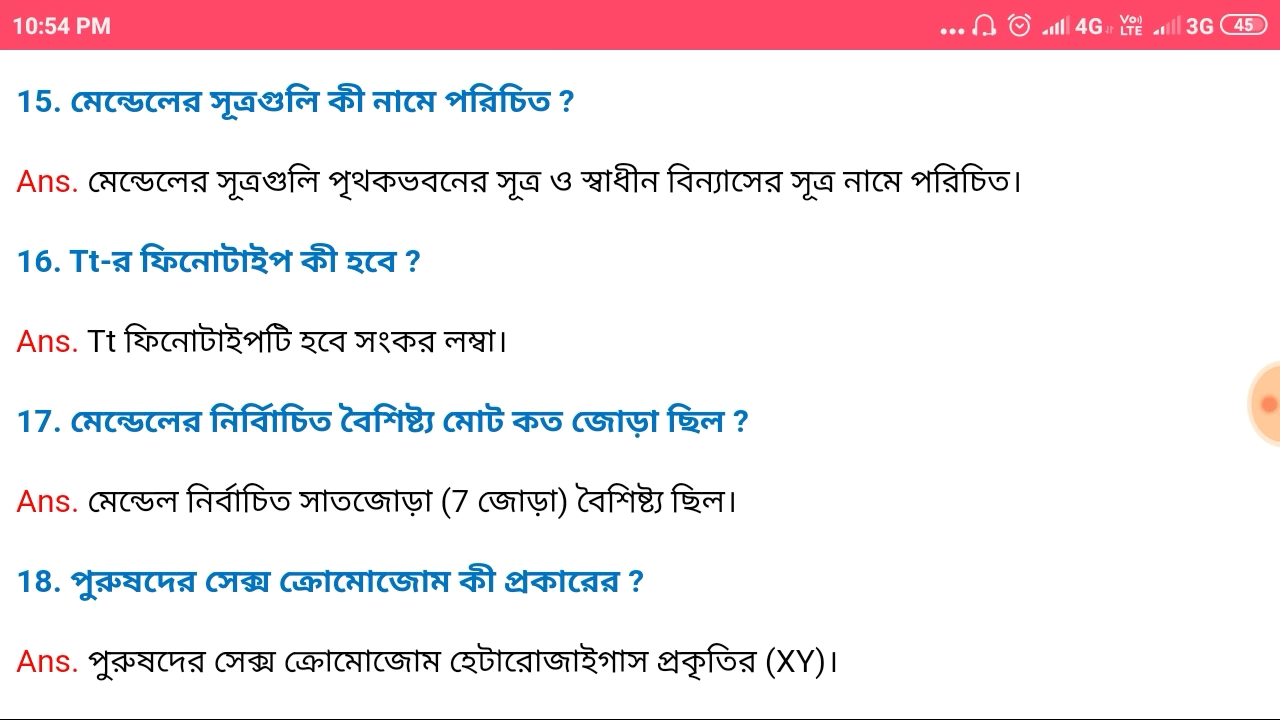 10:54 PM ... 4G VoLTE 3G 45
15. মেন্ডেলের সূত্রগুলি কী নামে পরিচিত ?
Ans. মেন্ডেলের সূত্রগুলি পৃথকভবনের সূত্র ও স্বাধীন বিন্যাসের সূত্র নামে পরিচিত।
16. Tt-র ফিনোটাইপ কী হবে ?
Ans. Tt ফিনোটাইপটি হবে সংকর লম্বা।
17. মেন্ডেলের নির্বািচিত বৈশিষ্ট্য মোট কত জোড়া ছিল ?
Ans. মেন্ডেল নির্বাচিত সাতজোড়া (7 জোড়া) বৈশিষ্ট্য ছিল।
18. পুরুষদের সেক্স ক্রোমোজোম কী প্রকারের ?
Ans. পুরুষদের সেক্স ক্রোমোজোম হেটারোজাইগাস প্রকৃতির (XY)।